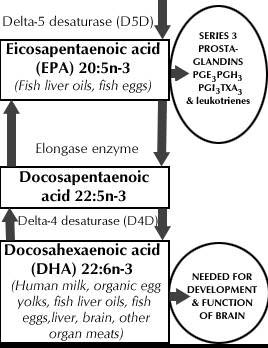 Delta-5 desaturase (D5D)
Eicosapentaenoic acid
(EPA) 20:5n-3
(Fish liver oils, fish eggs)
SERIES 3
PROSTA-
GLANDINS
PGE3PGH3
PGI3TXA3
& leukotrienes
Elongase enzyme
Docosapentaenoic
acid 22:5n-3
Delta-4 desaturase (D4D)
Docosahexaenoic acid
(DHA) 22:6n-3
(Human milk, organic egg
yolks, fish liver oils, fish
eggs,liver, brain, other
organ meats)
NEEDED FOR
DEVELOPMENT
& FUNCTION
OF BRAIN